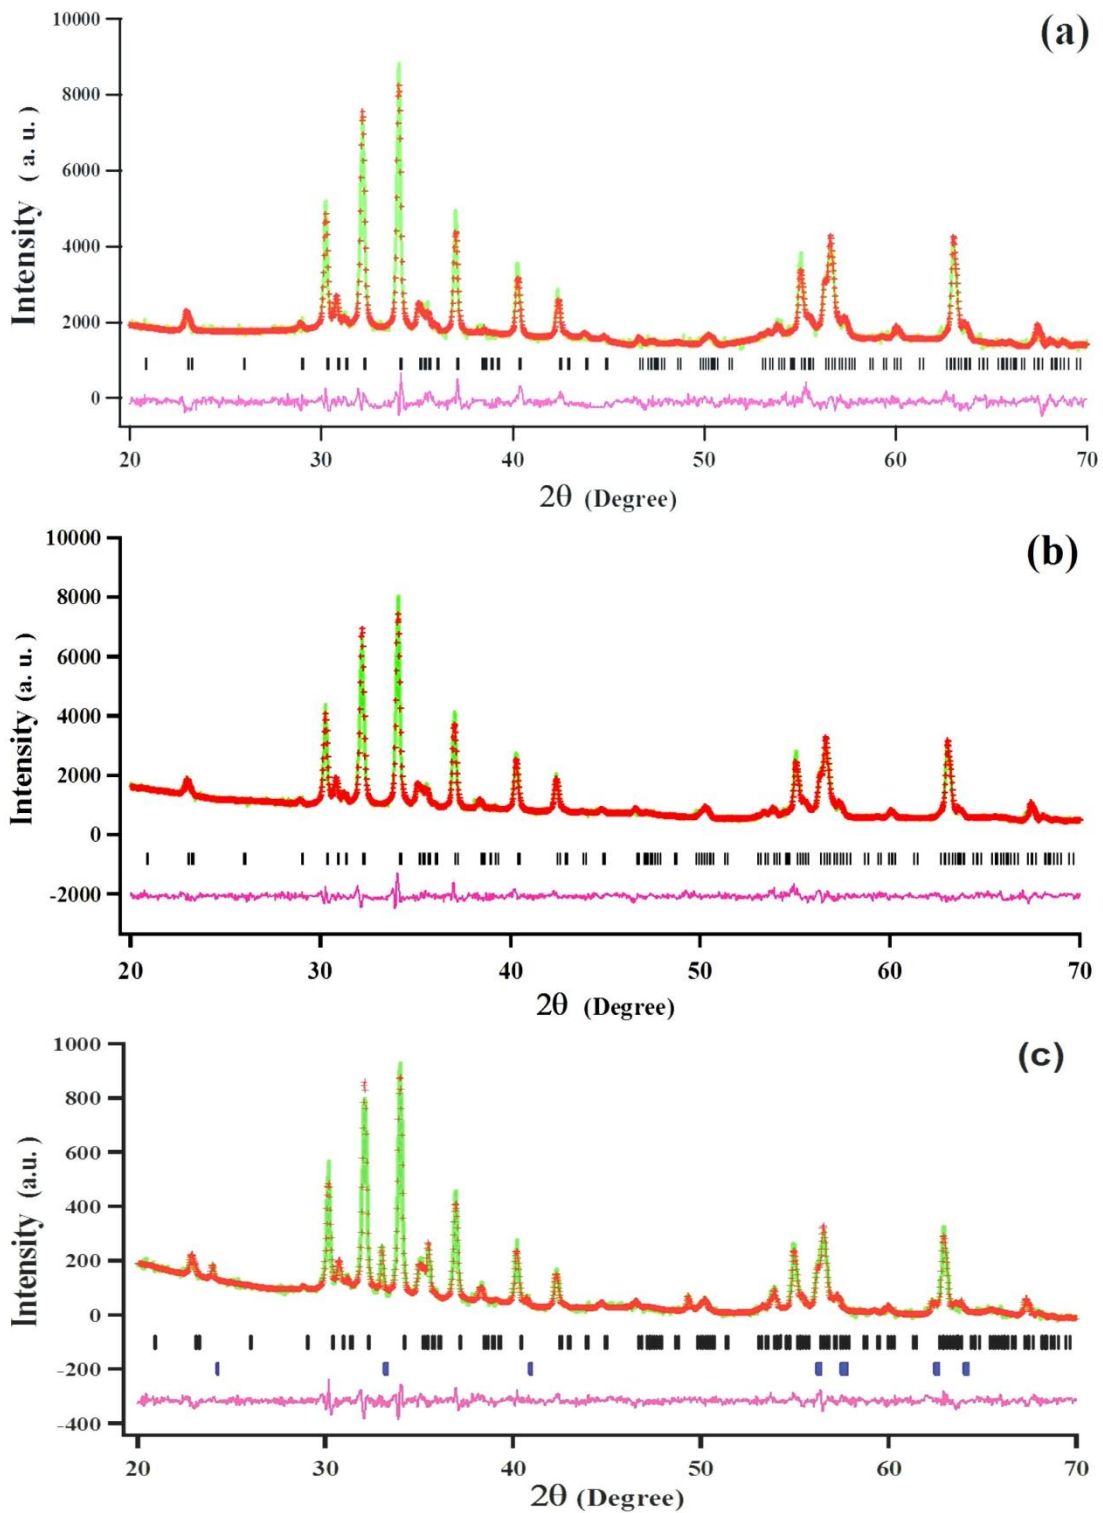 (a)
10000
8000
6000
4000
2000
0
Intensity ( a. u. )
20 30 40 50 60 70
2θ (Degree)
(b)
10000
8000
6000
4000
2000
0
-2000
Intensity (a. u. )
20 30 40 50 60 70
2θ (Degree)
(c)
1000
800
600
400
200
0
-200
-400
Intensity (a.u. )
20 30 40 50 60 70
2θ (Degree)